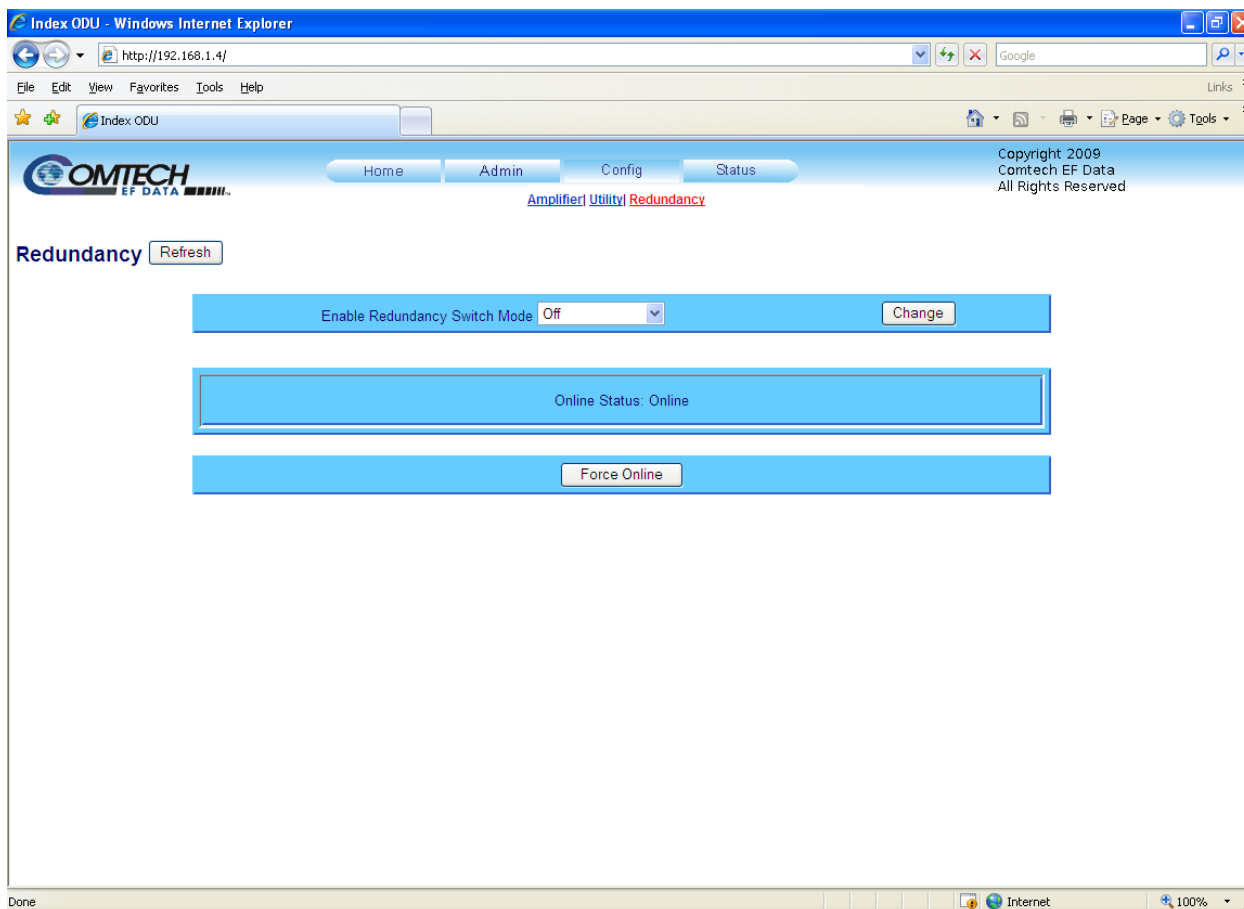 Index ODU - Windows Internet Explorer
http://192.168.1.4/
Google
File Edit View Favorites Tools Help
Links
Index ODU
Page Tools
COMTECH
EF DATA
Home Admin Config Status
Copyright 2009
Comtech EF Data
All Rights Reserved
Amplifier| Utility| Redundancy
Redundancy Refresh
Enable Redundancy Switch Mode Off Change
Online Status: Online
Force Online
Done Internet 100%